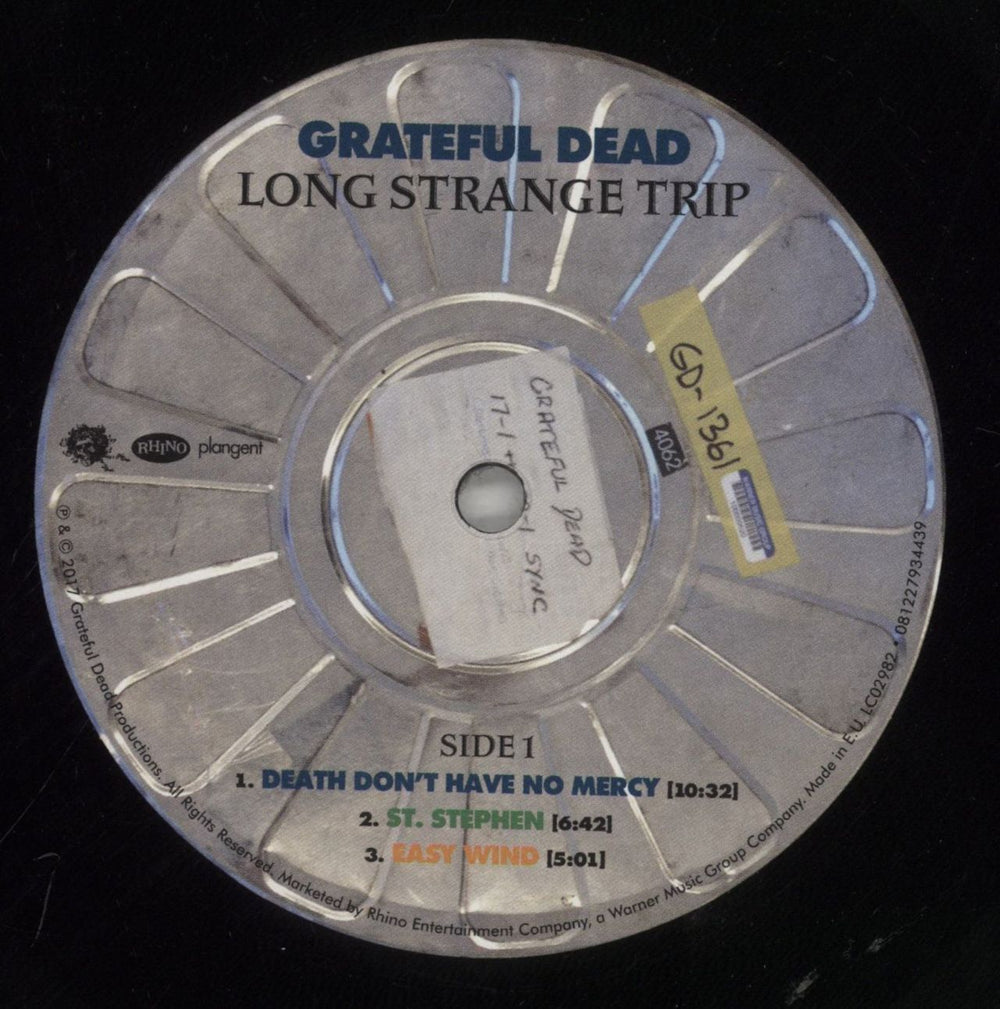 GRATEFUL DEAD
LONG STRANGE TRIP
GD-1361
4062
GRATEFUL DEAD
17-1
-1 SYNC
RHINO
plangent
SIDE 1
1. DEATH DON'T HAVE NO MERCY [10:32]
2. ST. STEPHEN [6:42]
3. EASY WIND [5:01]
℗ & © 2017 Grateful Dead Productions. All Rights Reserved. Marketed by Rhino Entertainment Company, a Warner Music Group Company. Made in E.U. LC02982 • 081227934439